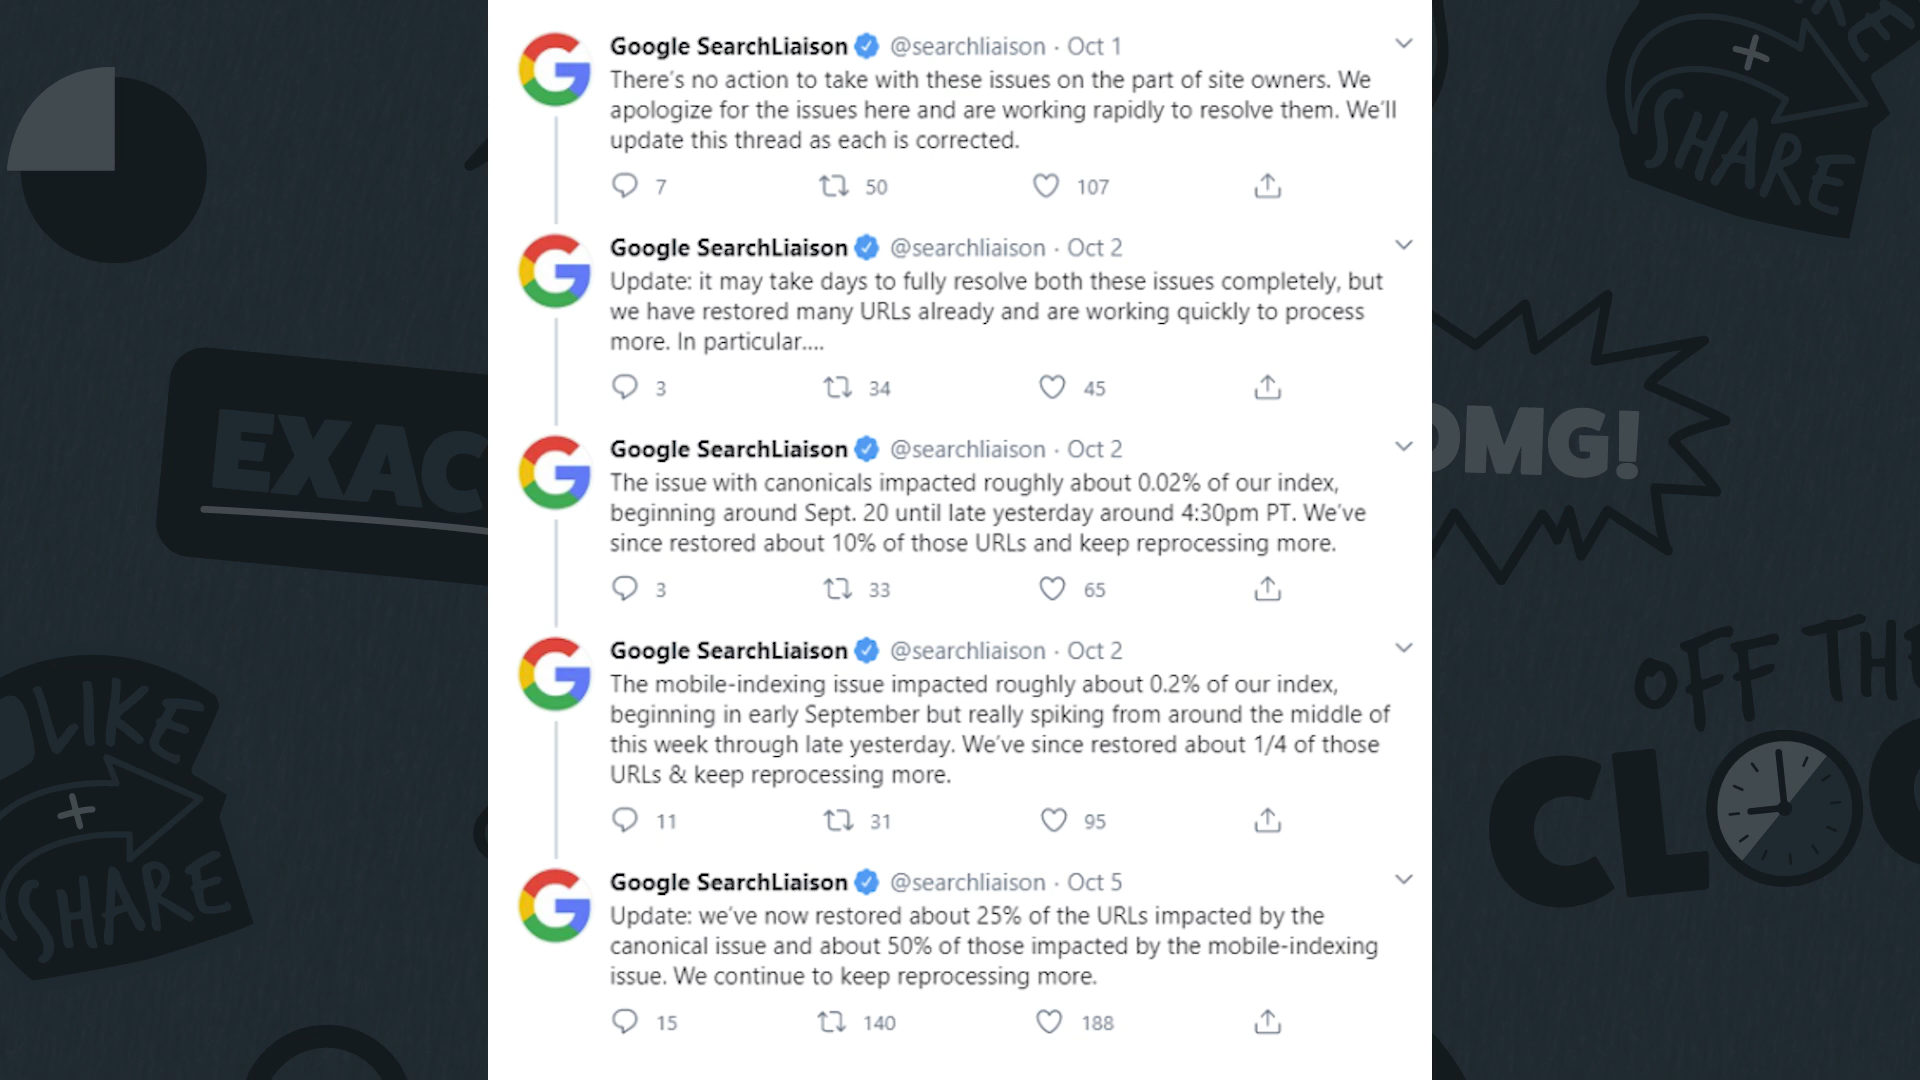 Google SearchLiaison @searchliaison · Oct 1
There's no action to take with these issues on the part of site owners. We
apologize for the issues here and are working rapidly to resolve them. We'll
update this thread as each is corrected.
7 50 107
Google SearchLiaison @searchliaison · Oct 2
Update: it may take days to fully resolve both these issues completely, but
we have restored many URLs already and are working quickly to process
more. In particular....
3 34 45
Google SearchLiaison @searchliaison · Oct 2
The issue with canonicals impacted roughly about 0.02% of our index,
beginning around Sept. 20 until late yesterday around 4:30pm PT. We've
since restored about 10% of those URLs and keep reprocessing more.
3 33 65
Google SearchLiaison @searchliaison · Oct 2
The mobile-indexing issue impacted roughly about 0.2% of our index,
beginning in early September but really spiking from around the middle of
this week through late yesterday. We've since restored about 1/4 of those
URLs & keep reprocessing more.
11 31 95
Google SearchLiaison @searchliaison · Oct 5
Update: we've now restored about 25% of the URLs impacted by the
canonical issue and about 50% of those impacted by the mobile-indexing
issue. We continue to keep reprocessing more.
15 140 188
EXAC
LIKE
+
SHARE
KE
+
SHARE
OMG!
OFF THE
CLOC